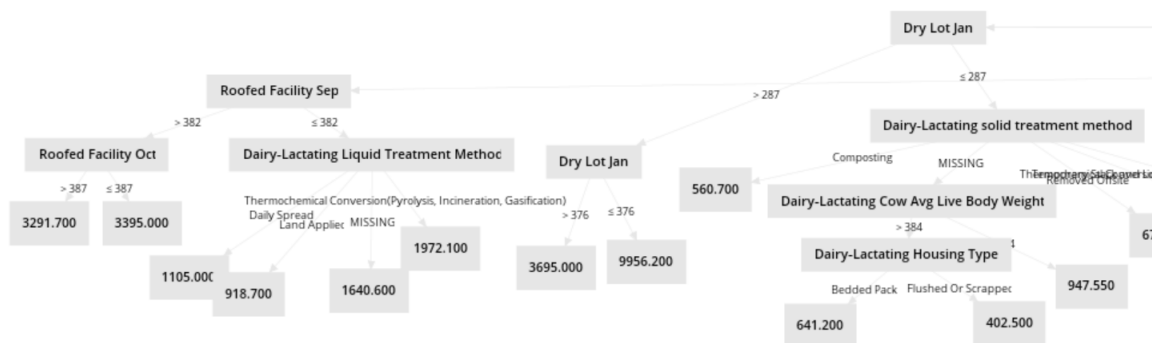 Dry Lot Jan
≤ 287
> 287
Roofed Facility Sep
> 382
≤ 382
Dairy-Lactating solid treatment method
Roofed Facility Oct
Dairy-Lactating Liquid Treatment Method
Dry Lot Jan
Composting
MISSING
Removed Offsite
> 387
≤ 387
560.700
Thermochemical Conversion(Pyrolysis, Incineration, Gasification)
Daily Spread
Land Applied
MISSING
> 376
≤ 376
Dairy-Lactating Cow Avg Live Body Weight
3291.700
3395.000
> 384
1972.100
Dairy-Lactating Housing Type
3695.000
9956.200
1105.000
918.700
1640.600
Bedded Pack
Flushed Or Scrapped
947.550
641.200
402.500